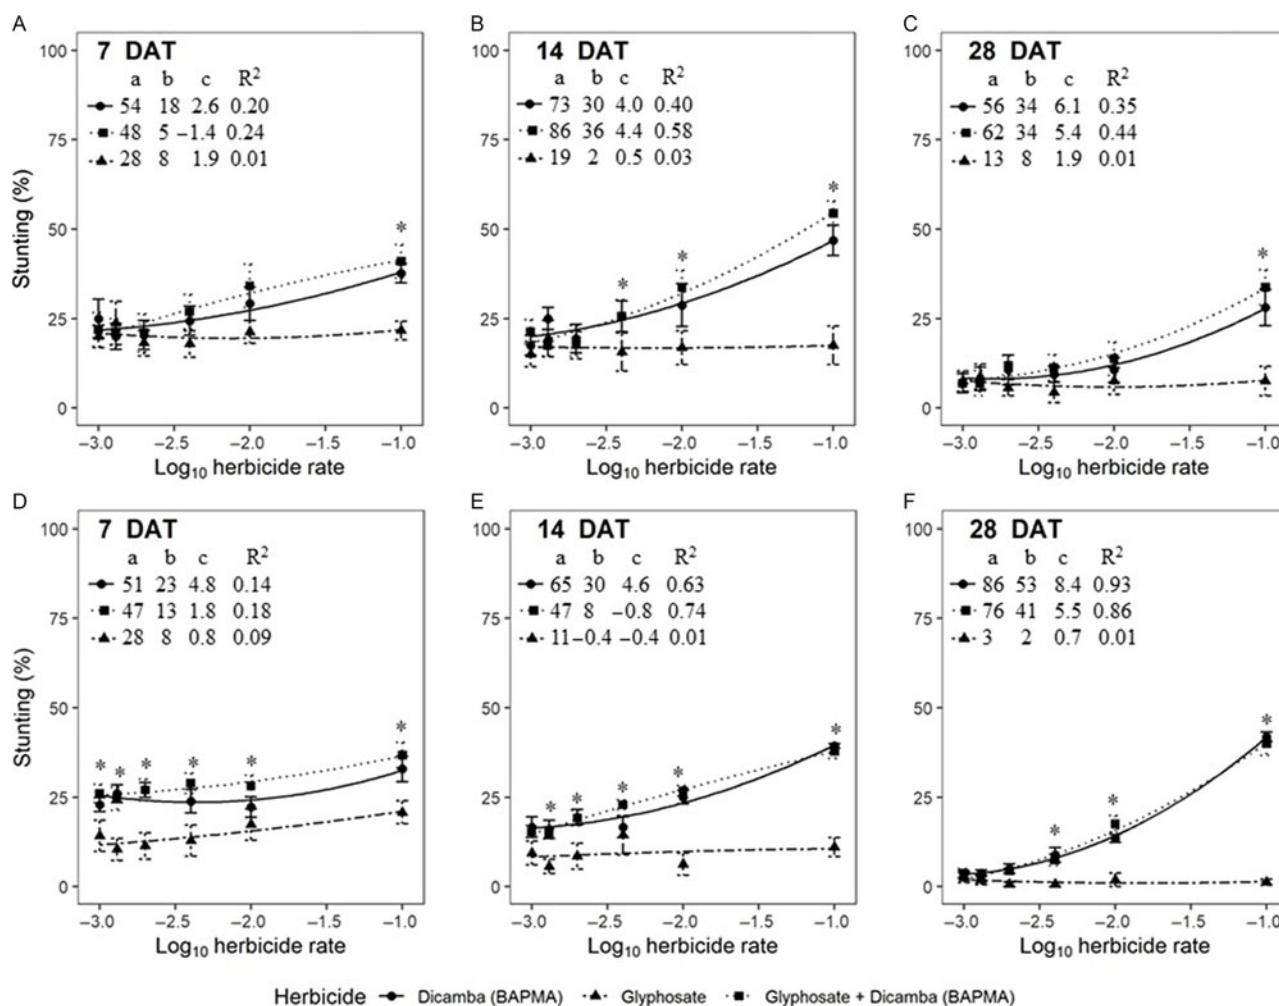 A
B
C
7 DAT
a b c R2
54 18 2.6 0.20
48 5 –1.4 0.24
28 8 1.9 0.01
14 DAT
a b c R2
73 30 4.0 0.40
86 36 4.4 0.58
19 2 0.5 0.03
28 DAT
a b c R2
56 34 6.1 0.35
62 34 5.4 0.44
13 8 1.9 0.01
100
75
50
25
0
100
75
50
25
0
100
75
50
25
0
Stunting (%)
*
* * *
*
–3.0 –2.5 –2.0 –1.5 –1.0
–3.0 –2.5 –2.0 –1.5 –1.0
–3.0 –2.5 –2.0 –1.5 –1.0
Log10 herbicide rate
Log10 herbicide rate
Log10 herbicide rate
D
E
F
7 DAT
a b c R2
51 23 4.8 0.14
47 13 1.8 0.18
28 8 0.8 0.09
14 DAT
a b c R2
65 30 4.6 0.63
47 8 –0.8 0.74
11 –0.4 –0.4 0.01
28 DAT
a b c R2
86 53 8.4 0.93
76 41 5.5 0.86
3 2 0.7 0.01
100
75
50
25
0
100
75
50
25
0
100
75
50
25
0
Stunting (%)
* * * * * *
* * * * *
* * *
–3.0 –2.5 –2.0 –1.5 –1.0
–3.0 –2.5 –2.0 –1.5 –1.0
–3.0 –2.5 –2.0 –1.5 –1.0
Log10 herbicide rate
Log10 herbicide rate
Log10 herbicide rate
Herbicide Dicamba (BAPMA) Glyphosate Glyphosate + Dicamba (BAPMA)